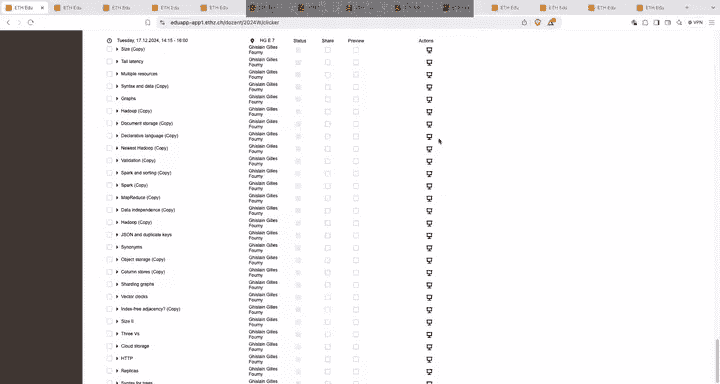 ETH Edu
ETH Edu
ETH Edu
ETH Edu
ETH Edu
ETH Edu
ETH Edu
ETH Edu
ETH Edu
eduapp-app1.ethz.ch/dozent/2024W/clicker
VPN
Tuesday, 17.12.2024, 14:15 - 16:00 HG E 7 Status Share Preview Actions
Size (Copy) Ghislain Gilles Fourny
Tail latency Ghislain Gilles Fourny
Multiple resources Ghislain Gilles Fourny
Syntax and data (Copy) Ghislain Gilles Fourny
Graphs Ghislain Gilles Fourny
Hadoop (Copy) Ghislain Gilles Fourny
Document storage (Copy) Ghislain Gilles Fourny
Declarative language (Copy) Ghislain Gilles Fourny
Newest Hadoop (Copy) Ghislain Gilles Fourny
Validation (Copy) Ghislain Gilles Fourny
Spark and sorting (Copy) Ghislain Gilles Fourny
Spark (Copy) Ghislain Gilles Fourny
MapReduce (Copy) Ghislain Gilles Fourny
Data independence (Copy) Ghislain Gilles Fourny
Hadoop (Copy) Ghislain Gilles Fourny
JSON and duplicate keys Ghislain Gilles Fourny
Synonyms Ghislain Gilles Fourny
Object storage (Copy) Ghislain Gilles Fourny
Column stores (Copy) Ghislain Gilles Fourny
Sharding graphs Ghislain Gilles Fourny
Vector clocks Ghislain Gilles Fourny
Index-free adjacency? (Copy) Ghislain Gilles Fourny
Size II Ghislain Gilles Fourny
Three Vs Ghislain Gilles Fourny
Cloud storage Ghislain Gilles Fourny
HTTP Ghislain Gilles Fourny
Replicas Ghislain Gilles Fourny
Syntax for trees Ghislain Gilles